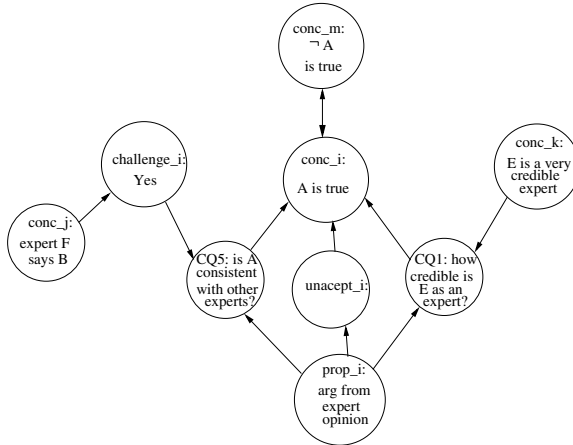 conc_m:
¬ A
is true
conc_k:
E is a very
credible
expert
challenge_i:
Yes
conc_i:
A is true
conc_j:
expert F
says B
CQ5: is A
consistent
with other
experts?
unacept_i:
CQ1: how
credible is
E as an
expert?
prop_i:
arg from
expert
opinion